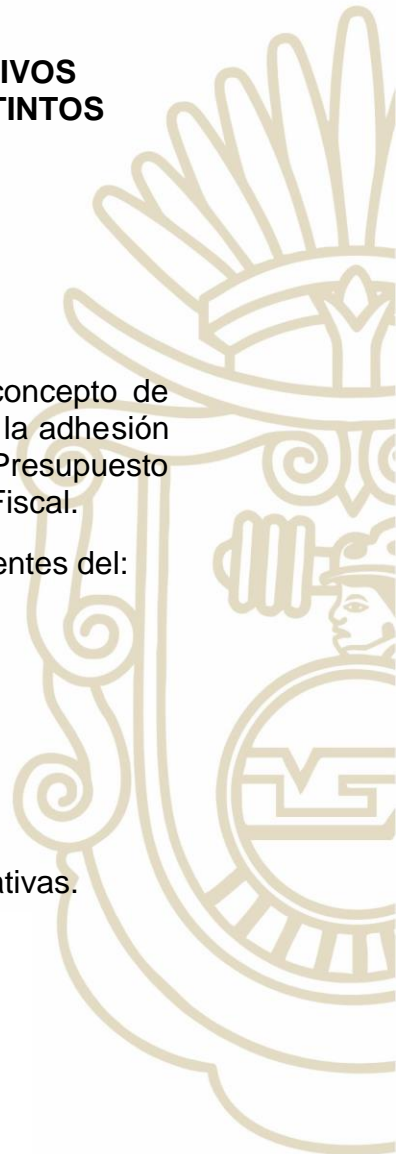 IVOS
TINTOS
concepto de
la adhesión
Presupuesto
Fiscal.
entes del:
ativas.